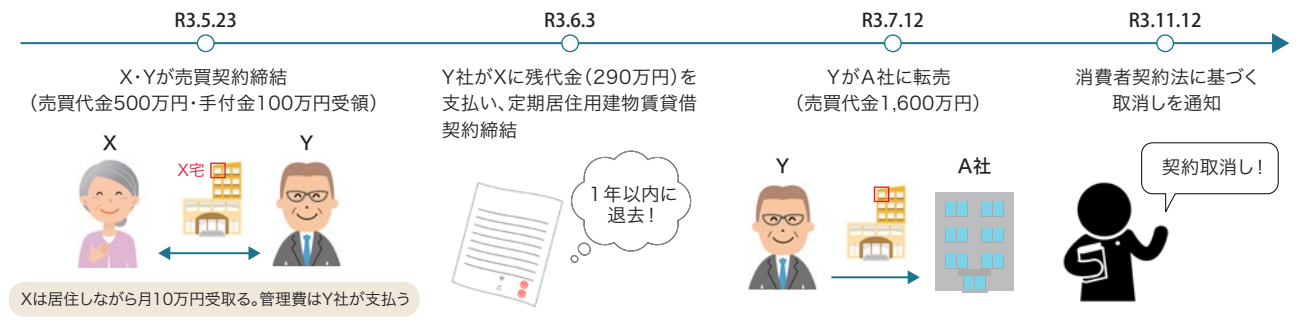 R3.5.23
X・Yが売買契約締結
（売買代金500万円・手付金100万円受領）
X
Y
X宅
Xは居住しながら月10万円受取る。管理費はY社が支払う
R3.6.3
Y社がXに残代金（290万円）を
支払い、定期居住用建物賃貸借
契約締結
1年以内に
退去！
R3.7.12
YがA社に転売
（売買代金1,600万円）
Y
A社
R3.11.12
消費者契約法に基づく
取消しを通知
契約取消し！